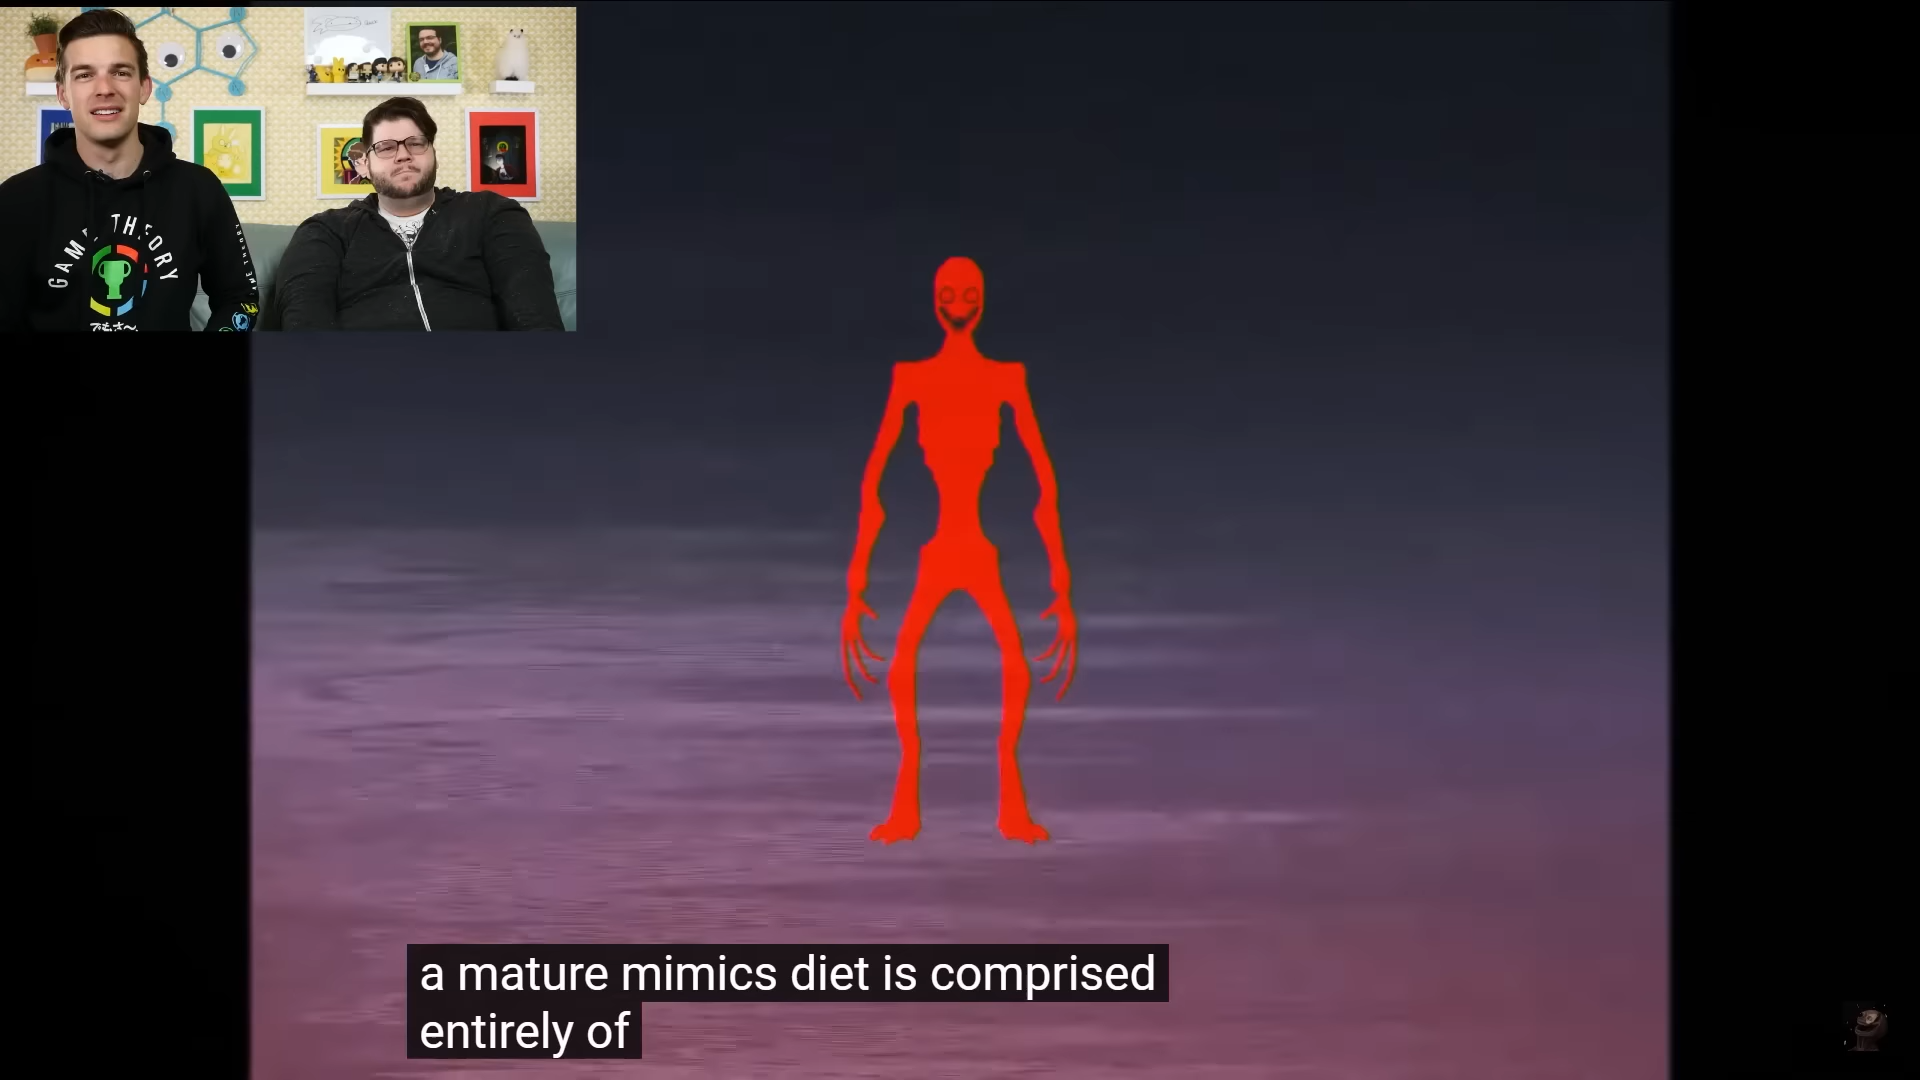 GAME THEORY
a mature mimics diet is comprised
entirely of